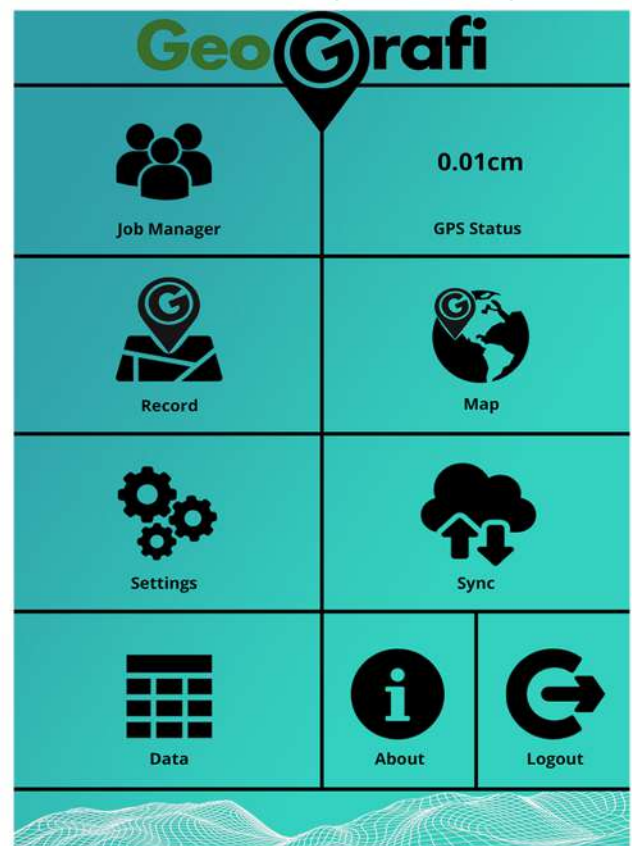 GeoGrafi
0.01cm
Job Manager
GPS Status
Record
Map
Settings
Sync
Data
About
Logout